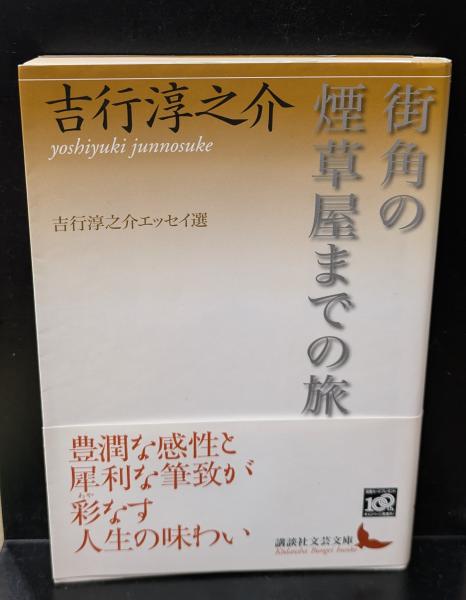 街角の
煙草屋までの旅
吉行淳之介
yoshiyuki junnosuke
吉行淳之介エッセイ選
豊潤な感性と
犀利な筆致が
彩なす
あや
人生の味わい
100
講談社文芸文庫
Kodansha Bungei bunko